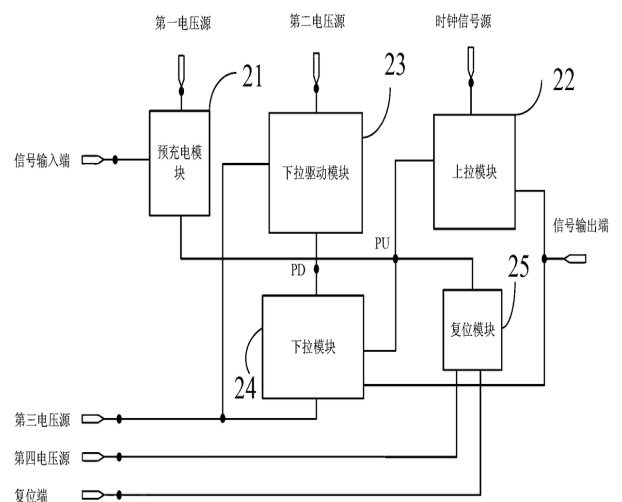 第一电压源
第二电压源
时钟信号源
21
23
22
信号输入端
预充电模
块
下拉驱动模块
上拉模块
信号输出端
PU
PD
25
下拉模块
复位模块
24
第三电压源
第四电压源
复位端